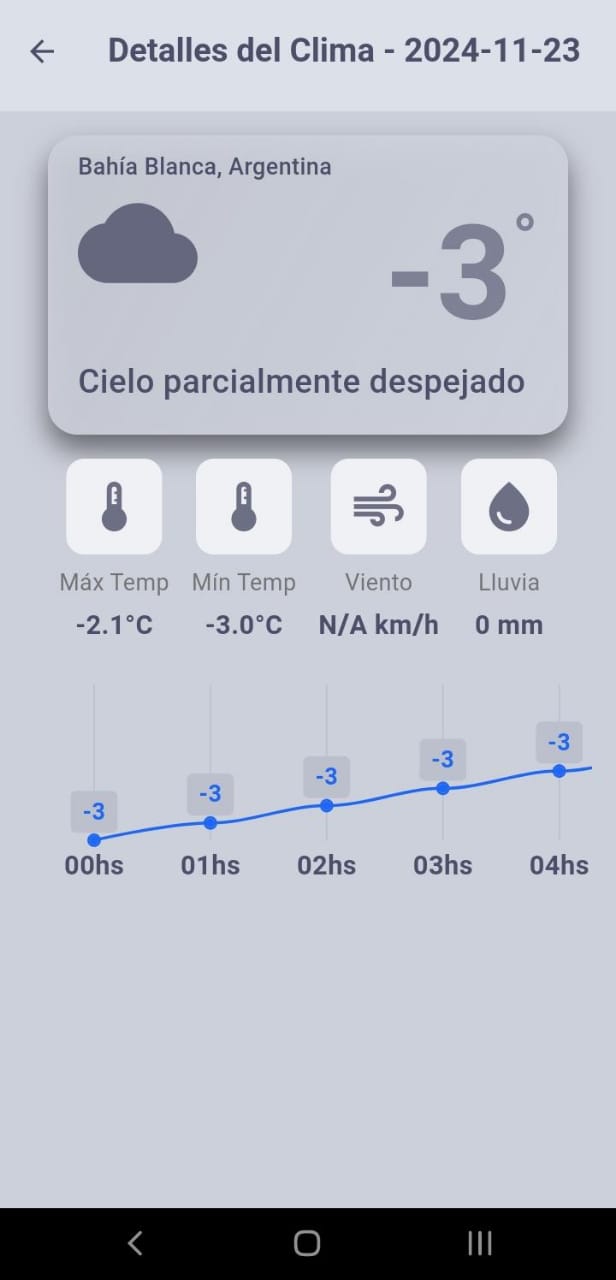 Detalles del Clima - 2024-11-23
Bahía Blanca, Argentina
-3°
Cielo parcialmente despejado
Máx Temp Mín Temp Viento Lluvia
-2.1°C -3.0°C N/A km/h 0 mm
-3 -3 -3 -3 -3
00hs 01hs 02hs 03hs 04hs